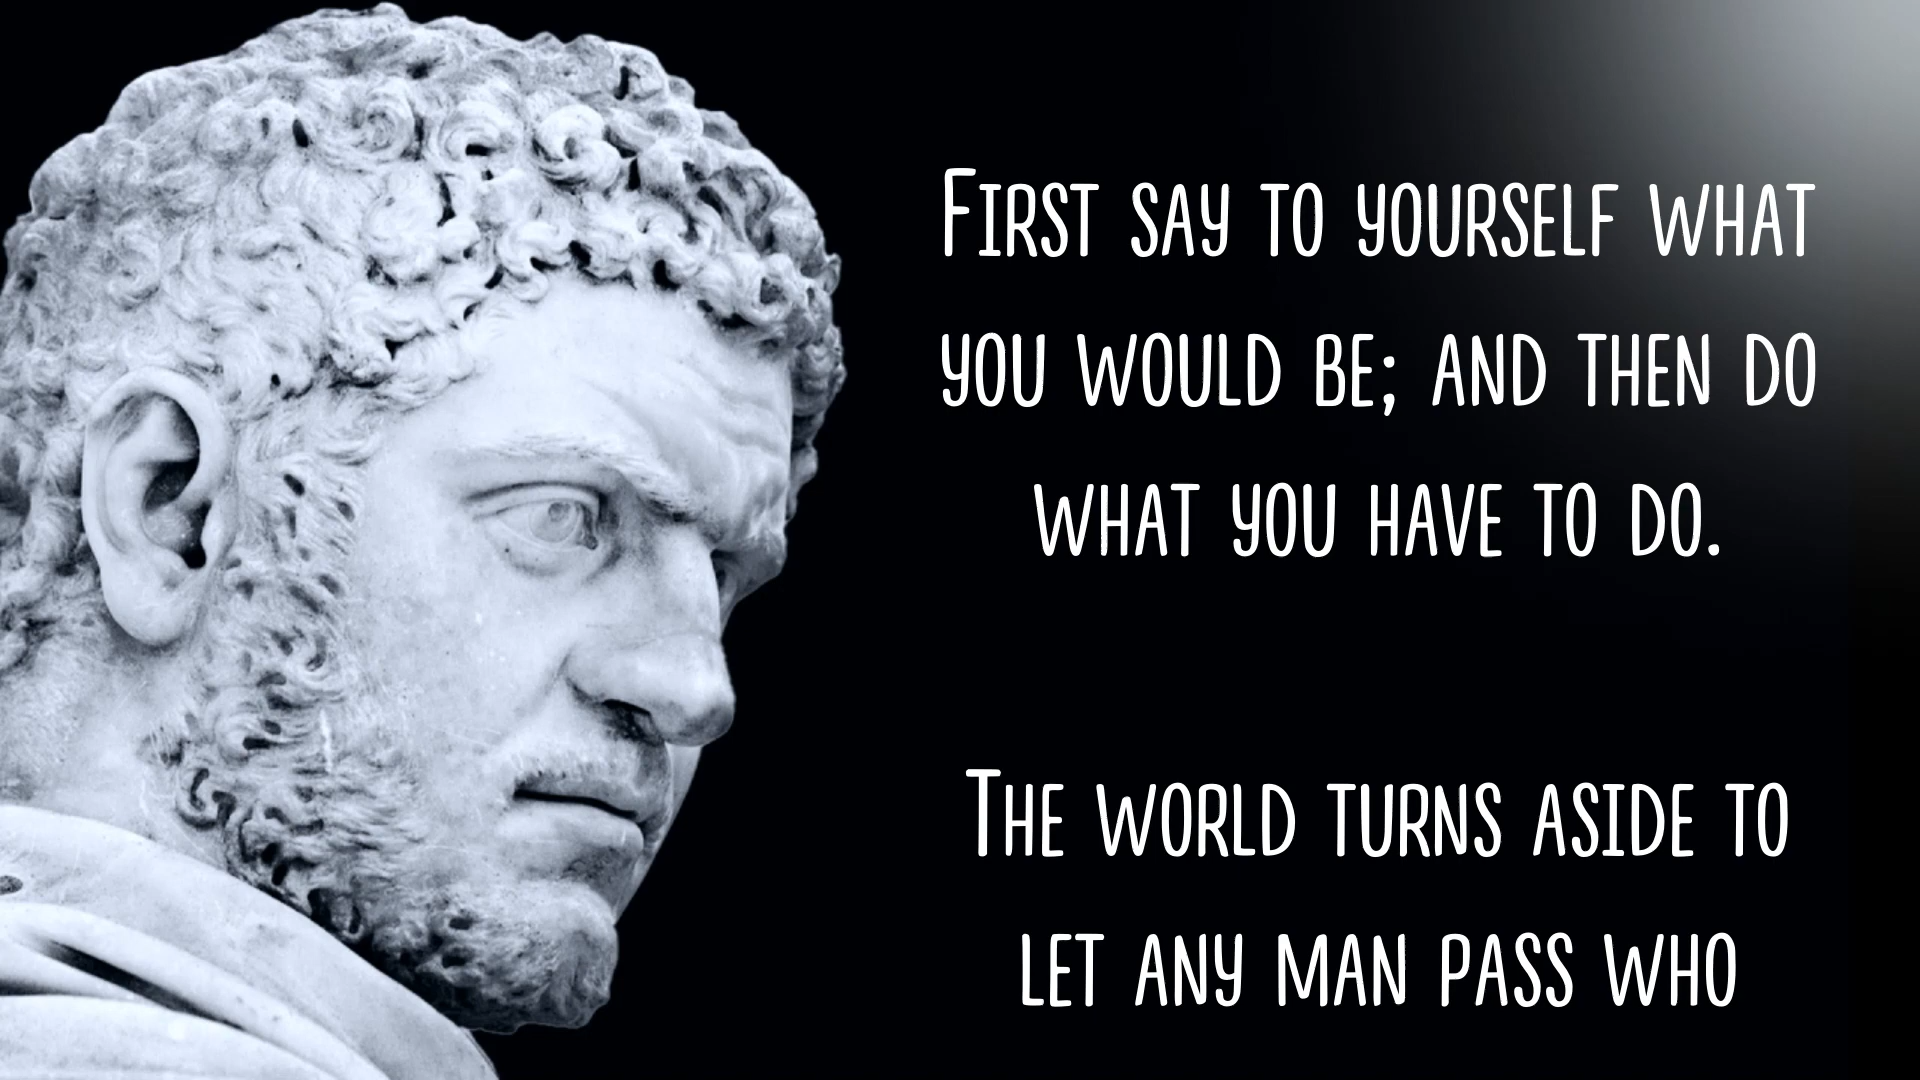 First say to yourself what
you would be; and then do
what you have to do.
The world turns aside to
let any man pass who